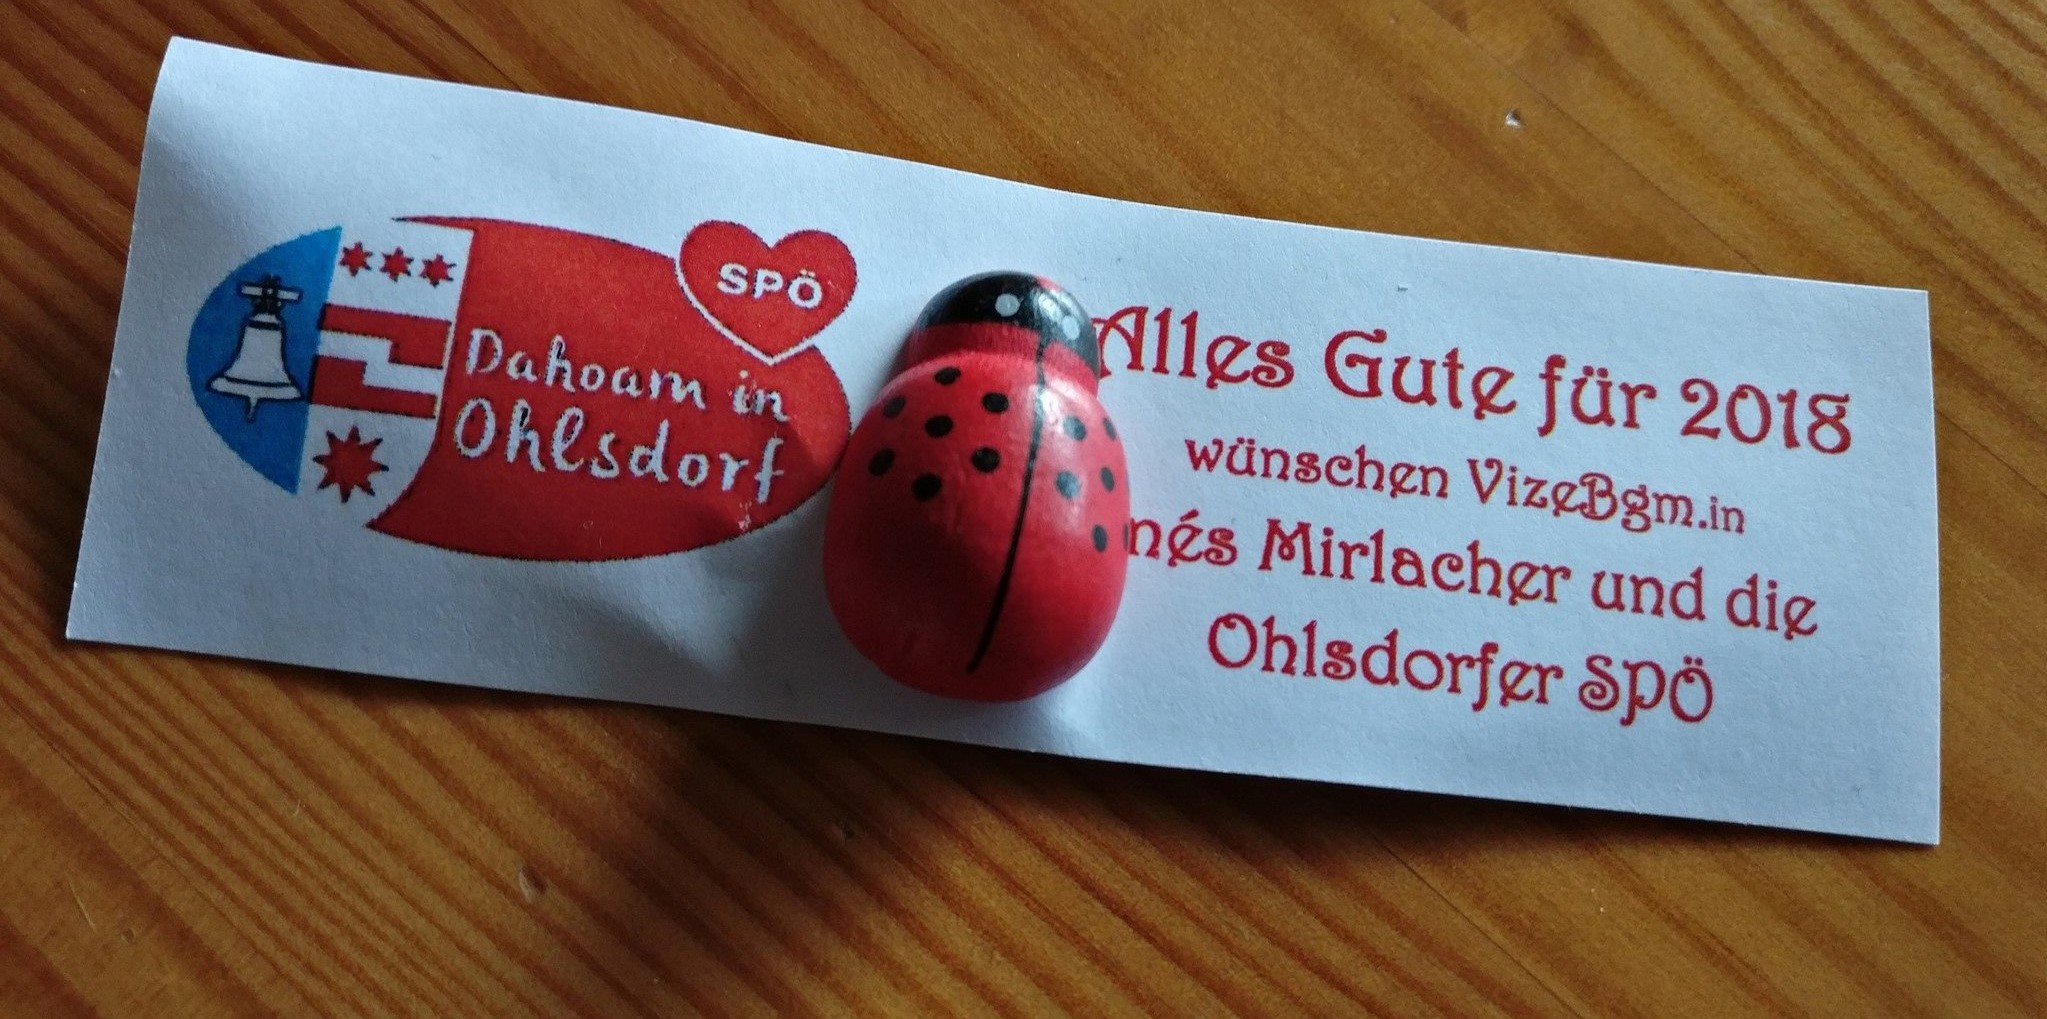 SPÖ
Dahoam in
Ohlsdorf
Alles Gute für 2018
wünschen VizeBgm.in
nés Mirlacher und die
Ohlsdorfer SPÖ